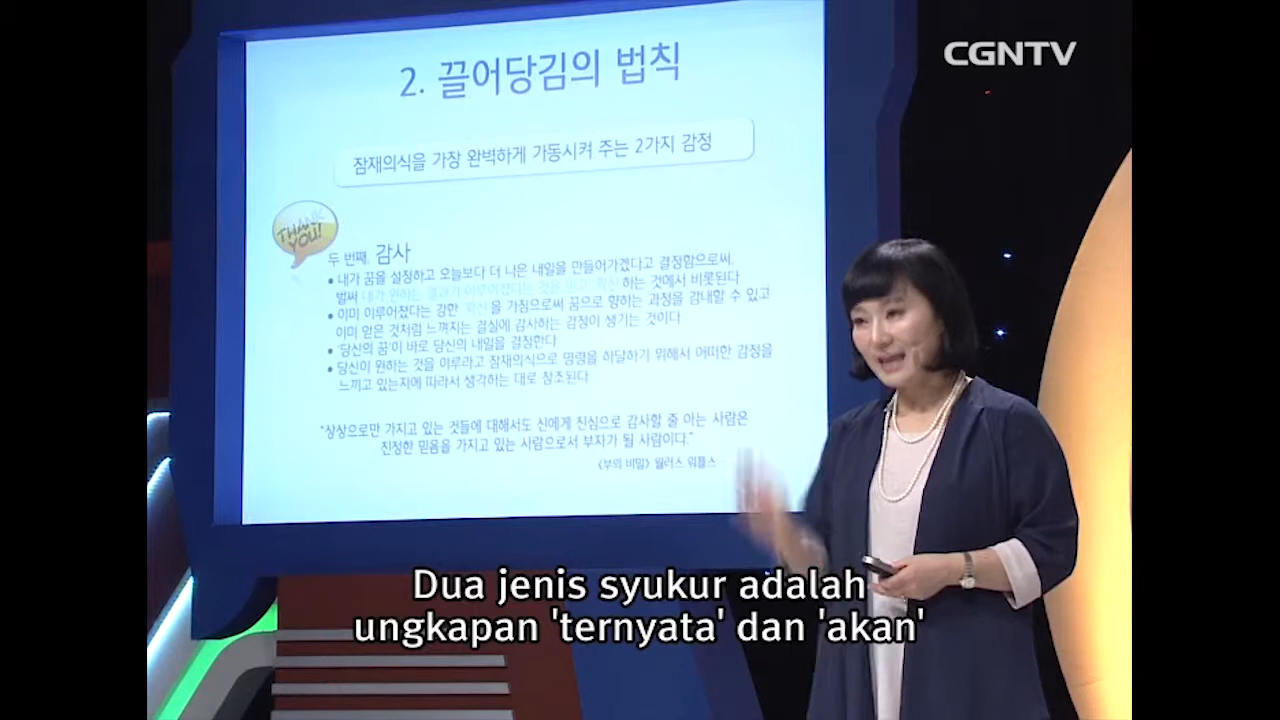 CGNTV
2. 끌어당김의 법칙
잠재의식을 가장 완벽하게 가동시켜 주는 2가지 감정
THANK
YOU!
두 번째, 감사
● 내가 꿈을 설정하고 오늘보다 더 나은 내일을 만들어가겠다고 결정함으로써,
벌써 내가 원하는 결과가 이루어졌다는 것을 믿고 확신 하는 것에서 비롯된다
● 이미 이루어졌다는 강한 확신 을 가짐으로써 꿈으로 향하는 과정을 감내할 수 있고
이미 얻은 것처럼 느껴지는 결실에 감사하는 감정이 생기는 것이다
● '당신의 꿈'이 바로 당신의 내일을 결정한다
● 당신이 원하는 것을 이루라고 잠재의식으로 명령을 하달하기 위해서 어떠한 감정을
느끼고 있는지에 따라서 생각하는 대로 창조된다
"상상으로만 가지고 있는 것들에 대해서도 신에게 진심으로 감사할 줄 아는 사람은
진정한 믿음을 가지고 있는 사람으로서 부자가 될 사람이다."
《부의 비밀》 월러스 워틀스
Dua jenis syukur adalah
ungkapan 'ternyata' dan 'akan'